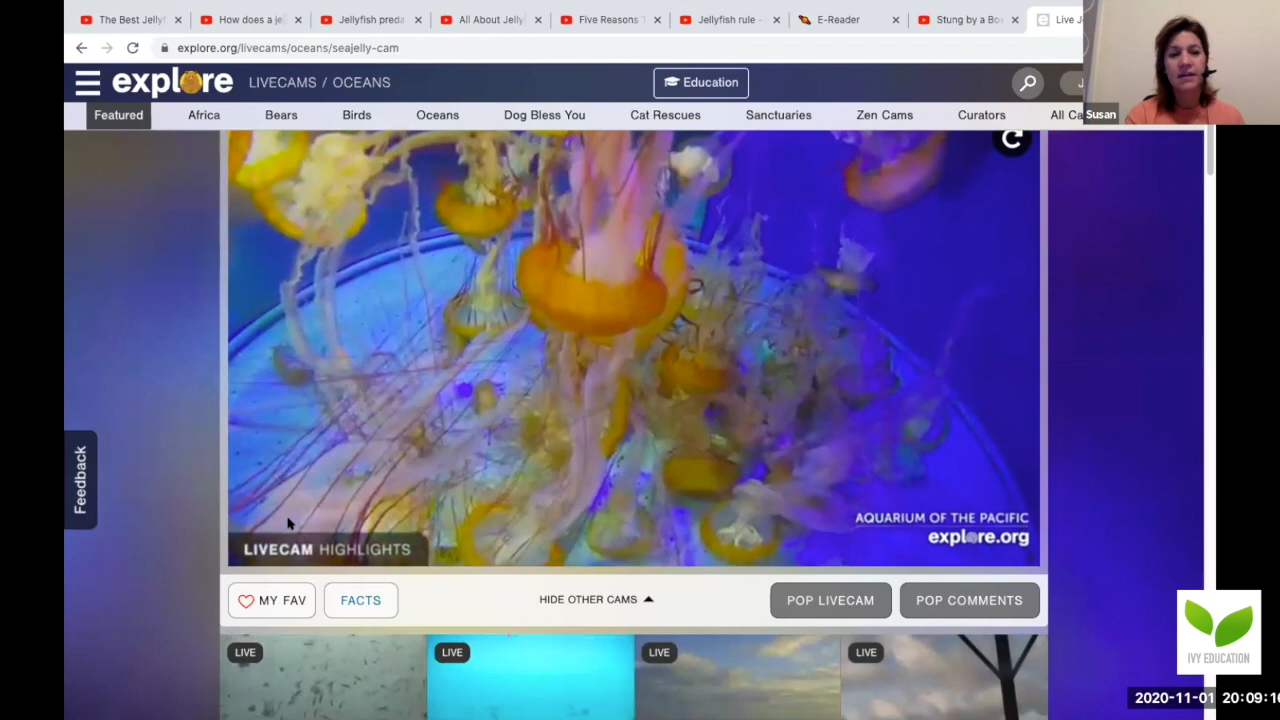 The Best Jelly
How does a je
Jellyfish preda
All About Jelly
Five Reasons
Jellyfish rule -
E-Reader
Stung by a Bo
Live Je
explore.org/livecams/oceans/seajelly-cam
explore LIVECAMS / OCEANS
Education
Susan
Featured Africa Bears Birds Oceans Dog Bless You Cat Rescues Sanctuaries Zen Cams Curators All Ca
Feedback
AQUARIUM OF THE PACIFIC
explore.org
LIVECAM HIGHLIGHTS
MY FAV FACTS HIDE OTHER CAMS POP LIVECAM POP COMMENTS
LIVE LIVE LIVE LIVE
IVY EDUCATION
2020-11-01 20:09:1